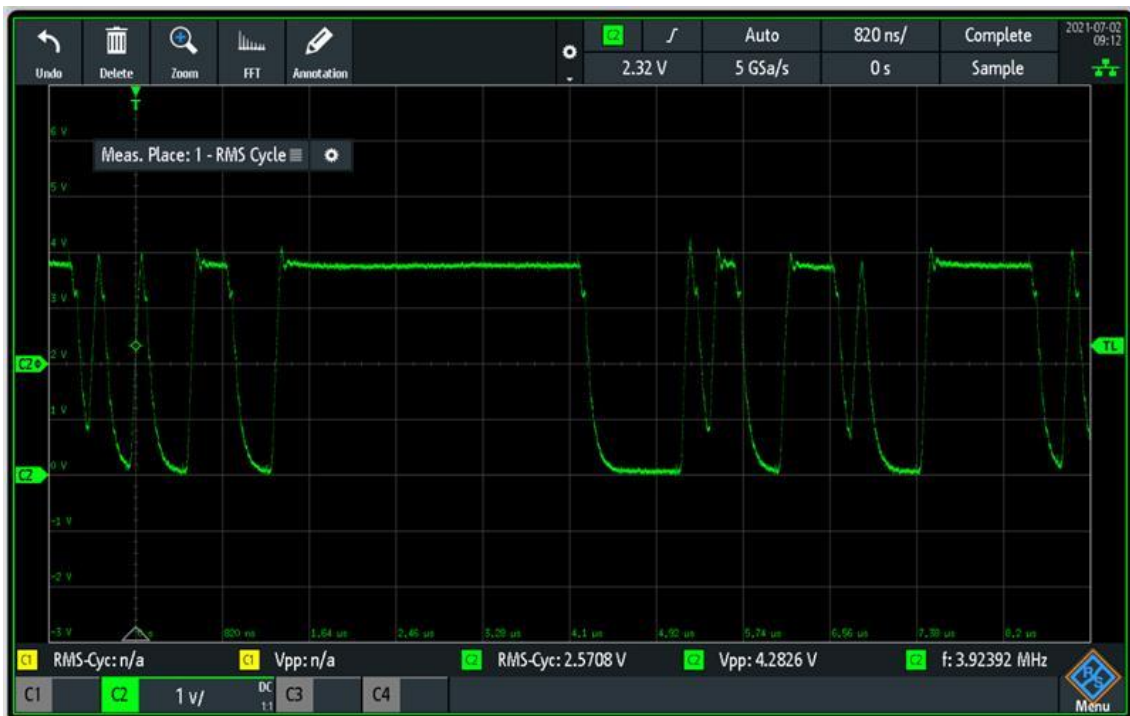 C2 Auto 820 ns/ Complete 2021-07-02
09:12
Undo Delete Zoom FFT Annotation
2.32 V 5 GSa/s 0 s Sample
T
6 V
Meas. Place: 1 - RMS Cycle
5 V
4 V
3 V
TL
2 V
C2
1 V
0 V
C2
-1 V
-2 V
-3 V 0 s 820 ns 1.64 us 2.46 us 3.28 us 4.1 us 4.92 us 5.74 us 6.56 us 7.38 us 8.2 us
C1 RMS-Cyc: n/a C1 Vpp: n/a C2 RMS-Cyc: 2.5708 V C2 Vpp: 4.2826 V C2 f: 3.92392 MHz
C1 C2 1 v/ DC
1:1 C3 C4 R&S
Menu